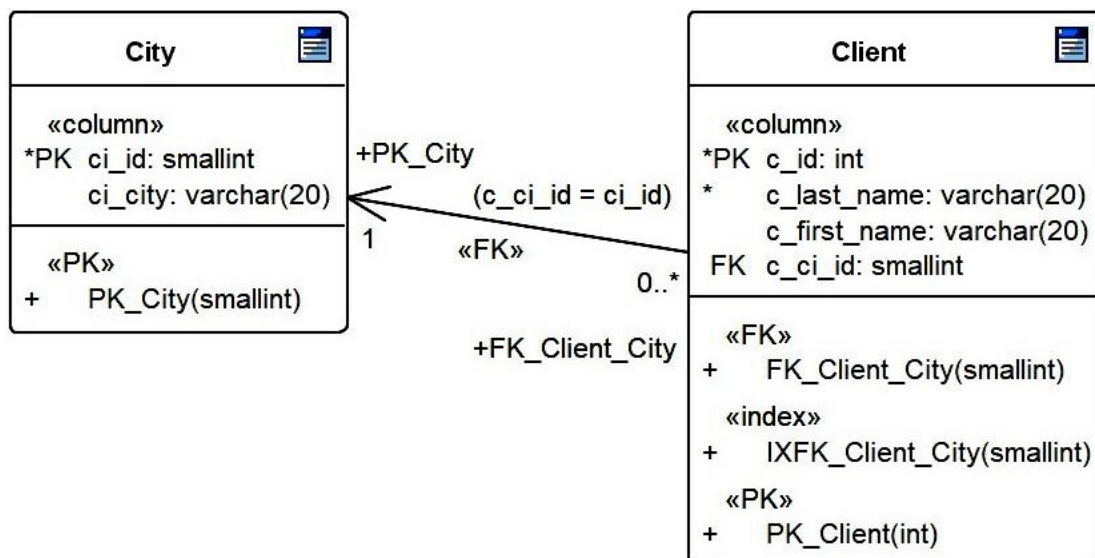 City
«column»
*PK ci_id: smallint
ci_city: varchar(20)
«PK»
+ PK_City(smallint)
+PK_City
(c_ci_id = ci_id)
1
«FK»
0..*
+FK_Client_City
Client
«column»
*PK c_id: int
* c_last_name: varchar(20)
c_first_name: varchar(20)
FK c_ci_id: smallint
«FK»
+ FK_Client_City(smallint)
«index»
+ IXFK_Client_City(smallint)
«PK»
+ PK_Client(int)